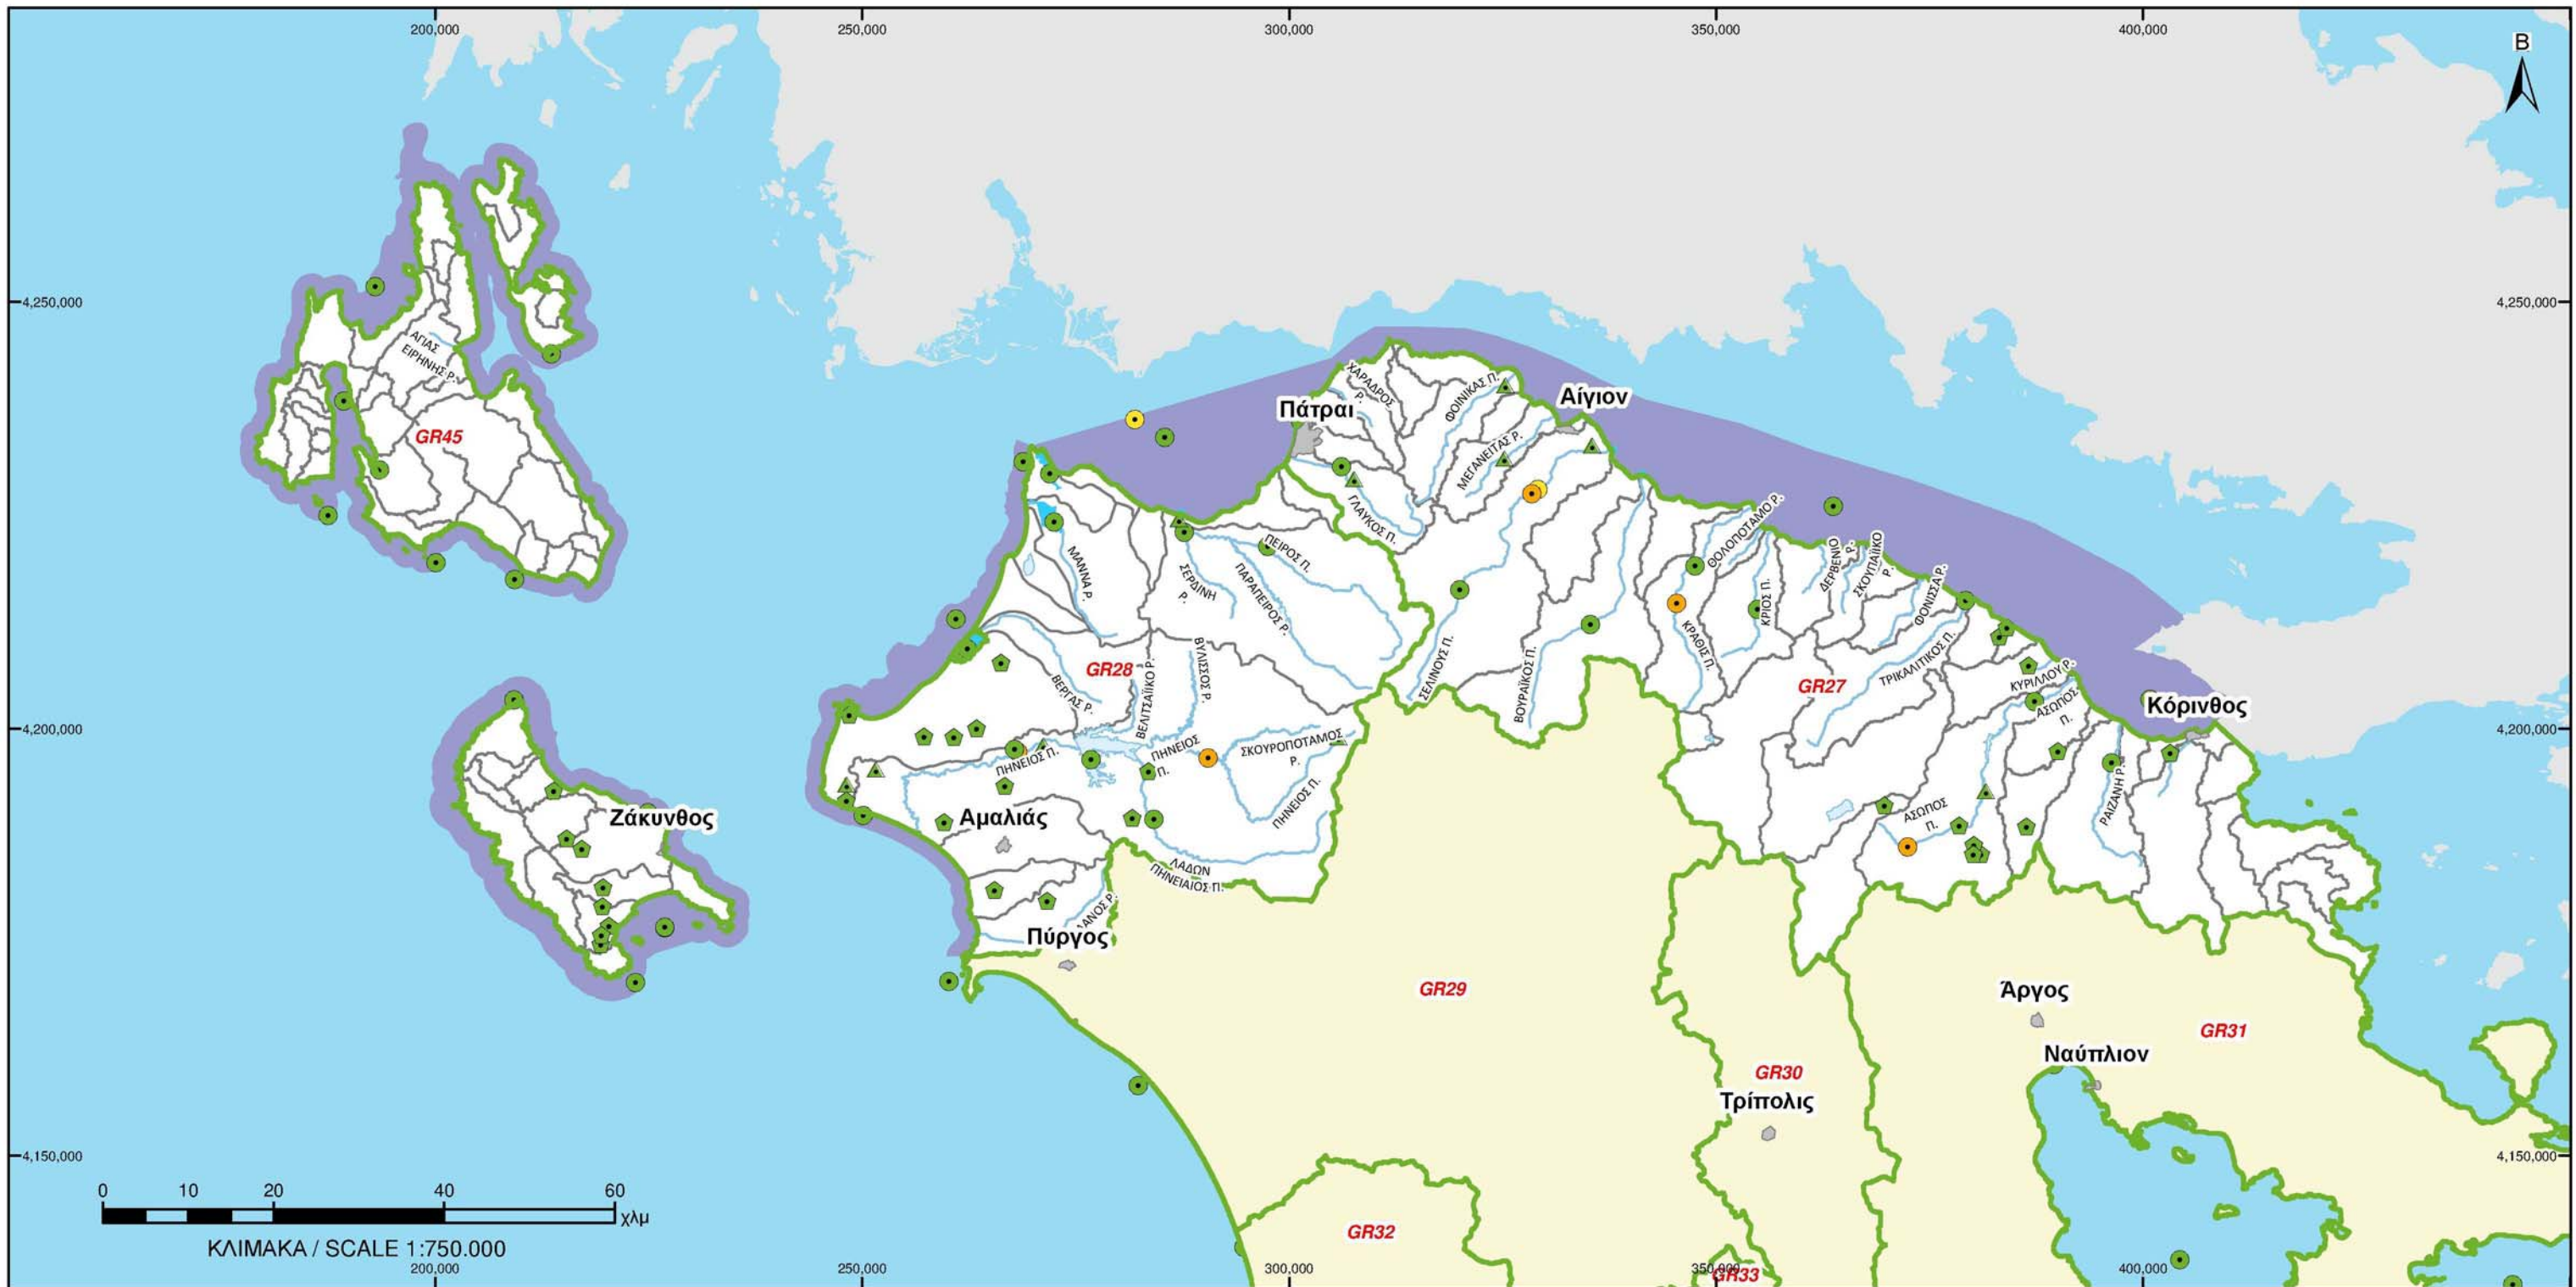 200,000
250,000
300,000
350,000
400,000
Β
4,250,000
4,250,000
ΑΓΙΑΣ
ΕΙΡΗΝΗΣ Ρ.
GR45
ΧΑΡΑΔΡΟΣ
Ρ.
ΦΟΙΝΙΚΑΣ Π.
Αίγιον
Πάτραι
ΜΕΓΑΝΕΙΤΑΣ Ρ.
ΓΛΑΥΚΟΣ Π.
ΘΟΛΟΠΟΤΑΜΟ Ρ.
ΔΕΡΒΕΝΙΟ
Ρ.
ΣΚΟΥΠΑΙΙΚΟ
Ρ.
ΦΟΝΙΣΣΑ Ρ.
ΜΑΝΝΑ Ρ.
ΣΕΡΔΙΝΗ
Ρ.
ΠΕΙΡΟΣ Π.
ΠΑΡΑΠΕΙΡΟΣ Ρ.
ΚΡΙΟΣ Π.
ΚΡΑΘΙΣ Π.
ΣΕΛΙΝΟΥΣ Π.
ΒΟΥΡΑΪΚΟΣ Π.
ΤΡΙΚΑΛΙΤΙΚΟΣ Π.
ΚΥΡΙΛΛΟΥ Ρ.
ΑΣΩΠΟΣ
Π.
GR28
GR27
ΒΕΡΓΑΣ Ρ.
ΒΕΛΙΤΣΑΙΙΚΟ Ρ.
ΒΥΛΙΣΣΟΣ Ρ.
Κόρινθος
4,200,000
4,200,000
ΠΗΝΕΙΟΣ Π.
ΠΗΝΕΙΟΣ
Π.
ΣΚΟΥΡΟΠΟΤΑΜΟΣ
Ρ.
ΠΗΝΕΙΟΣ Π.
ΡΑΙΖΑΝΗ Ρ.
ΑΣΩΠΟΣ
Π.
Ζάκυνθος
Αμαλιάς
ΛΑΔΩΝ
ΠΗΝΕΙΑΙΟΣ Π.
Πύργος
GR29
Άργος
GR31
Ναύπλιον
GR30
Τρίπολις
4,150,000
4,150,000
0
10
20
40
60
χλμ
ΚΛΙΜΑΚΑ / SCALE 1:750.000
GR32
GR33
200,000
250,000
300,000
350,000
400,000